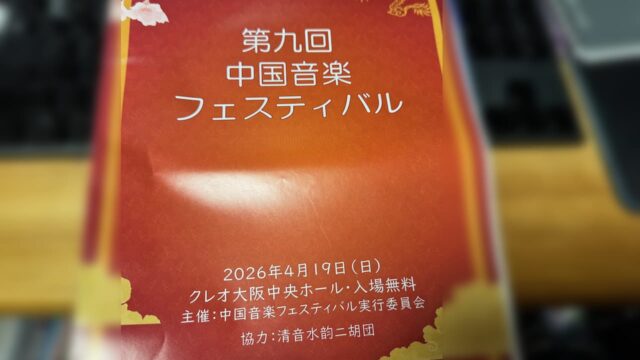 第九回
中国音楽
フェスティバル
2026年4月19日(日)
クレオ大阪中央ホール・入場無料
主催:中国音楽フェスティバル実行委員会
協力:清音水韵二胡団